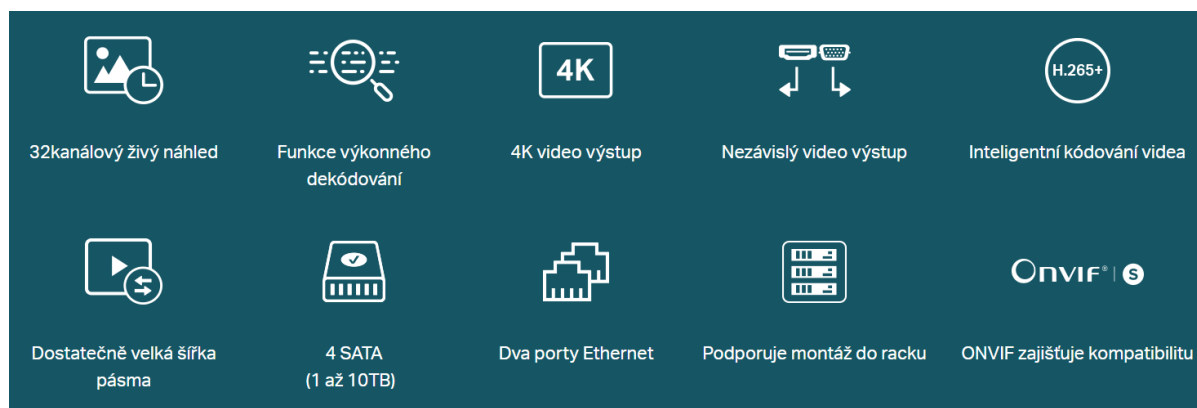 4K
H.265+
32kanálový živý náhled
Funkce výkonného
dekódování
4K video výstup
Nezávislý video výstup
Inteligentní kódování videa
ONVIF® | S
Dostatečně velká šířka
pásma
4 SATA
(1 až 10TB)
Dva porty Ethernet
Podporuje montáž do racku
ONVIF zajišťuje kompatibilitu